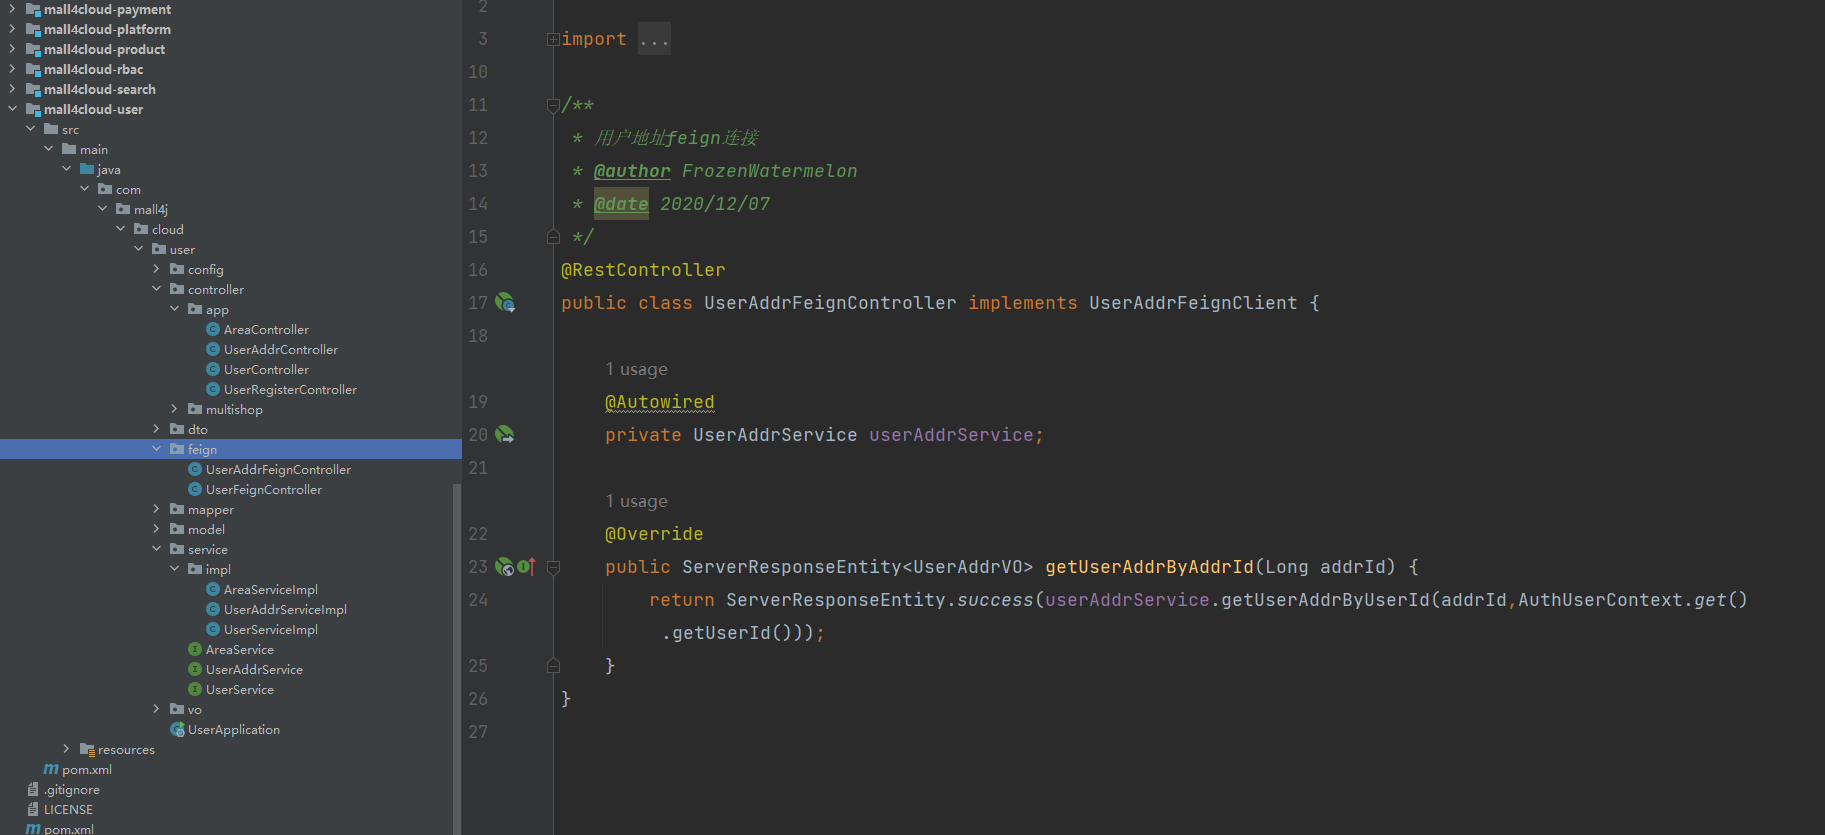 mall4cloud-payment
mall4cloud-platform
mall4cloud-product
mall4cloud-rbac
mall4cloud-search
mall4cloud-user
src
main
java
com
mall4j
cloud
user
config
controller
app
AreaController
UserAddrController
UserController
UserRegisterController
multishop
dto
feign
UserAddrFeignController
UserFeignController
mapper
model
service
impl
AreaServiceImpl
UserAddrServiceImpl
UserServiceImpl
AreaService
UserAddrService
UserService
vo
UserApplication
resources
pom.xml
.gitignore
LICENSE
pom.xml
2
3 import ...
10
11 /**
12 * 用户地址feign连接
13 * @author FrozenWatermelon
14 * @date 2020/12/07
15 */
16 @RestController
17 public class UserAddrFeignController implements UserAddrFeignClient {
18
1 usage
19 @Autowired
20 private UserAddrService userAddrService;
21
1 usage
22 @Override
23 public ServerResponseEntity<UserAddrVO> getUserAddrByAddrId(Long addrId) {
24 return ServerResponseEntity.success(userAddrService.getUserAddrByUserId(addrId,AuthUserContext.get()
.getUserId()));
25 }
26 }
27